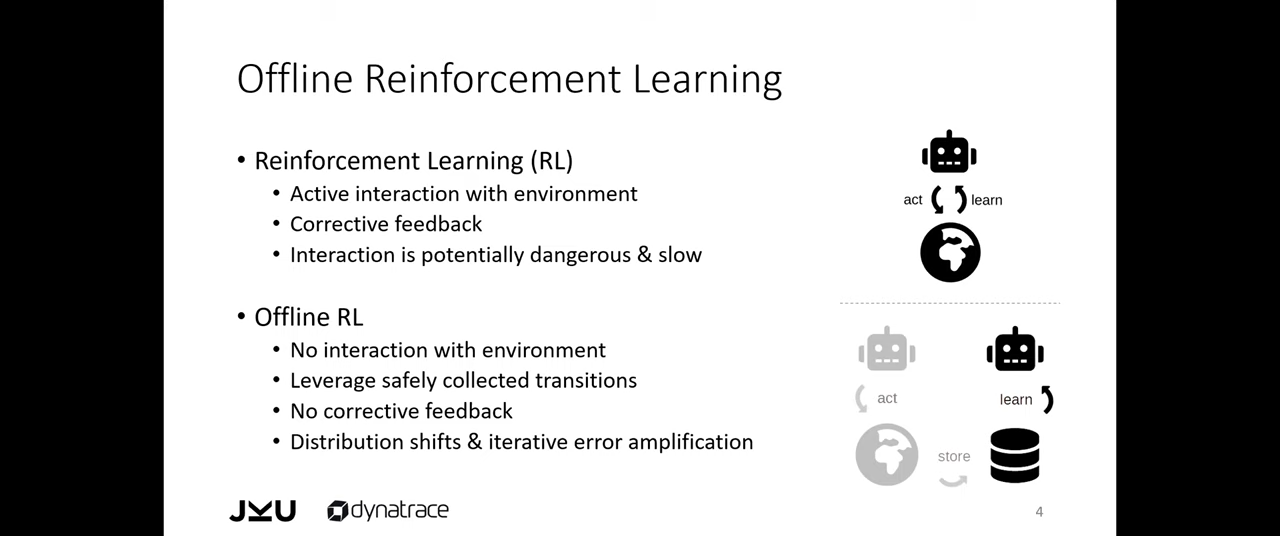 Offline Reinforcement Learning
• Reinforcement Learning (RL)
• Active interaction with environment
• Corrective feedback
• Interaction is potentially dangerous & slow
act
learn
• Offline RL
• No interaction with environment
• Leverage safely collected transitions
• No corrective feedback
• Distribution shifts & iterative error amplification
act
learn
store
JKU
dynatrace
4